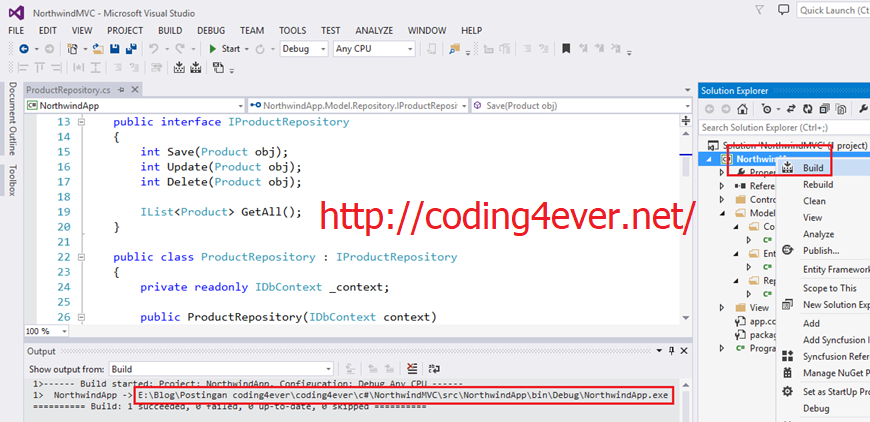 NorthwindMVC - Microsoft Visual Studio
Quick Launch (Ctrl+
FILE EDIT VIEW PROJECT BUILD DEBUG TEAM TOOLS TEST ANALYZE WINDOW HELP
Start Debug Any CPU
Document Outline
Toolbox
ProductRepository.cs
NorthwindApp NorthwindApp.Model.Repository.IProductReposit Save(Product obj)
13 public interface IProductRepository
14 {
15 int Save(Product obj);
16 int Update(Product obj);
17 int Delete(Product obj);
18
19 IList<Product> GetAll();
20 }
21
22 public class ProductRepository : IProductRepository
23 {
24 private readonly IDbContext _context;
25
26 public ProductRepository(IDbContext context)
100 %
http://coding4ever.net/
Output
Show output from: Build
1>------ Build started: Project: NorthwindApp, Configuration: Debug Any CPU ------
1> NorthwindApp -> E:\Blog\Postingan coding4ever\coding4ever\c#\NorthwindMVC\src\NorthwindApp\bin\Debug\NorthwindApp.exe
========== Build: 1 succeeded, 0 failed, 0 up-to-date, 0 skipped ==========
Solution Explorer
Search Solution Explorer (Ctrl+;)
Solution 'NorthwindMVC' (1 project)
Northwind
Proper
Refere
Contro
Model
Co
C#
Ent
C#
Rep
C#
View
app.co
packag
Progra
Build
Rebuild
Clean
View
Analyze
Publish...
Entity Framework
Scope to This
New Solution Exp
Add
Add Syncfusion I
Syncfusion Refer
Manage NuGet P
Set as StartUp Pro
Debug